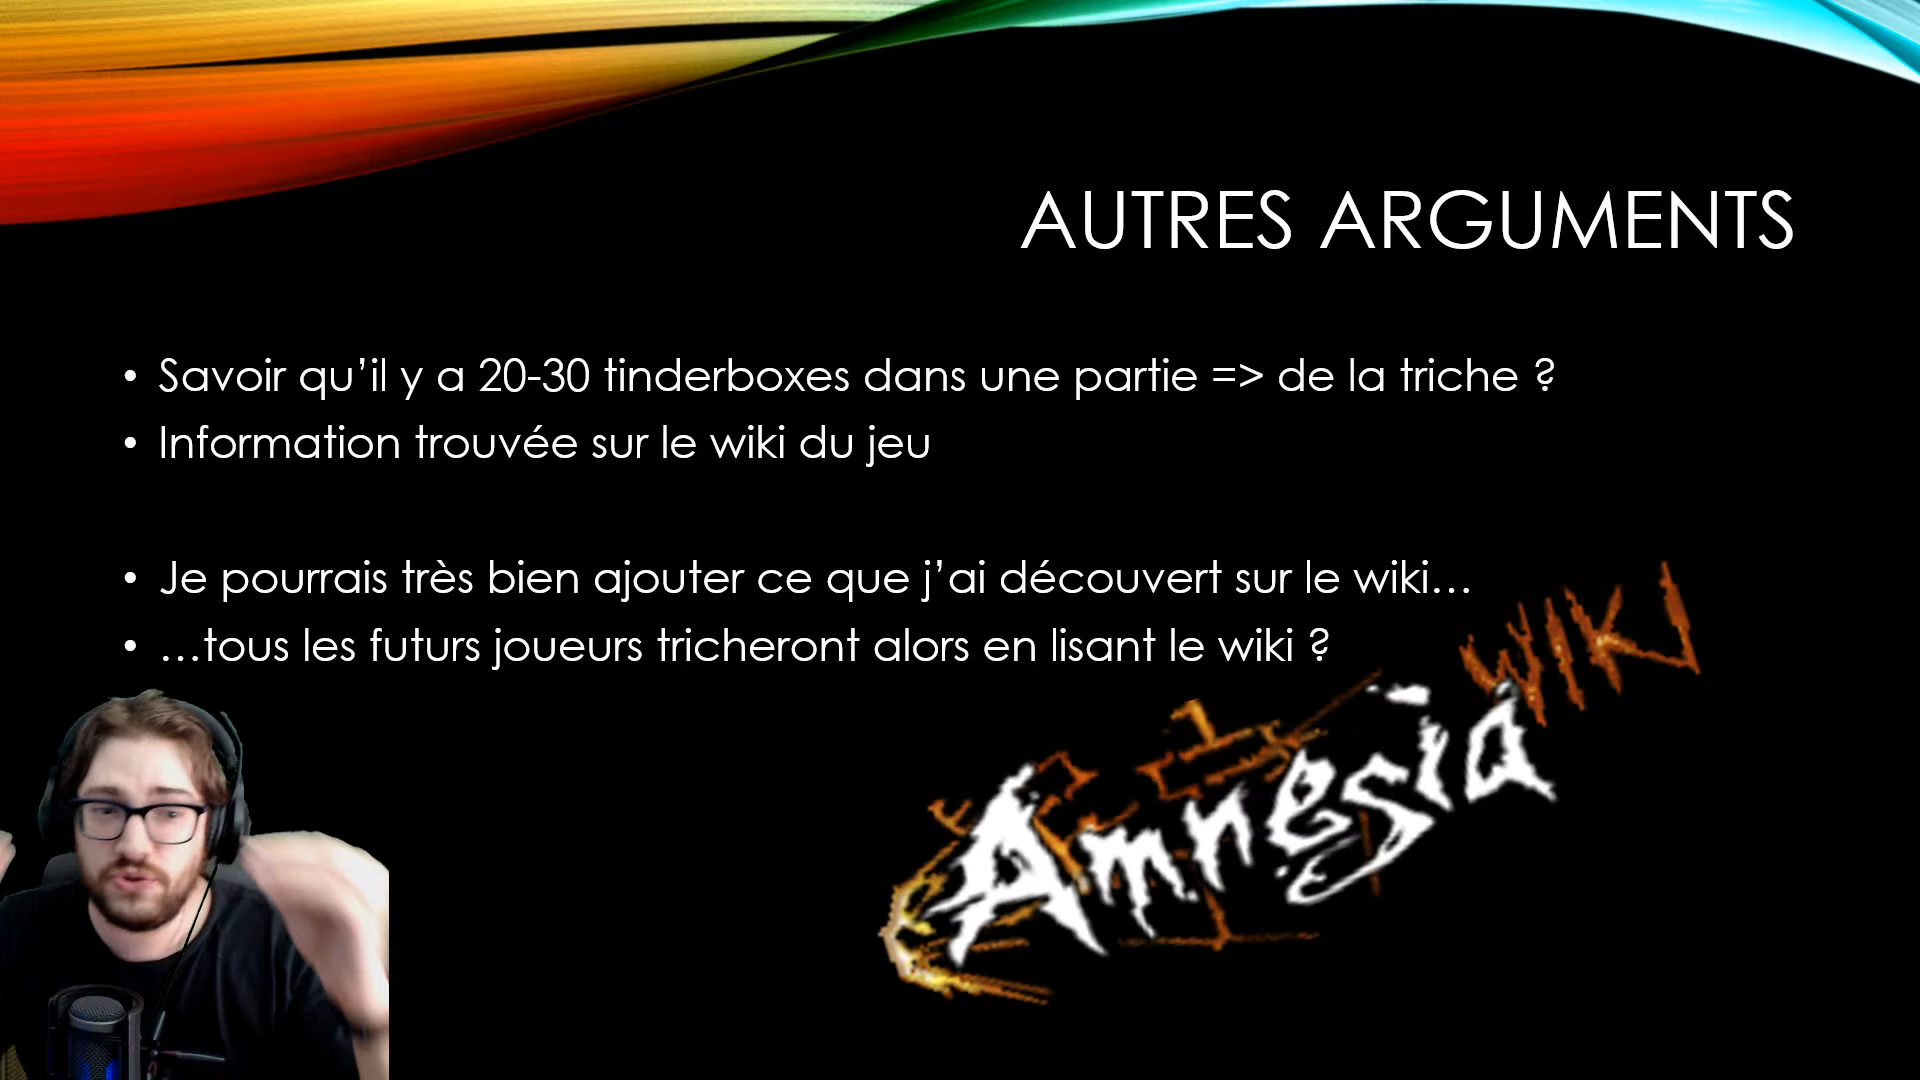 AUTRES ARGUMENTS
• Savoir qu’il y a 20-30 tinderboxes dans une partie => de la triche ?
• Information trouvée sur le wiki du jeu
• Je pourrais très bien ajouter ce que j’ai découvert sur le wiki…
• …tous les futurs joueurs tricheront alors en lisant le wiki ?
WIKI
Amnesia